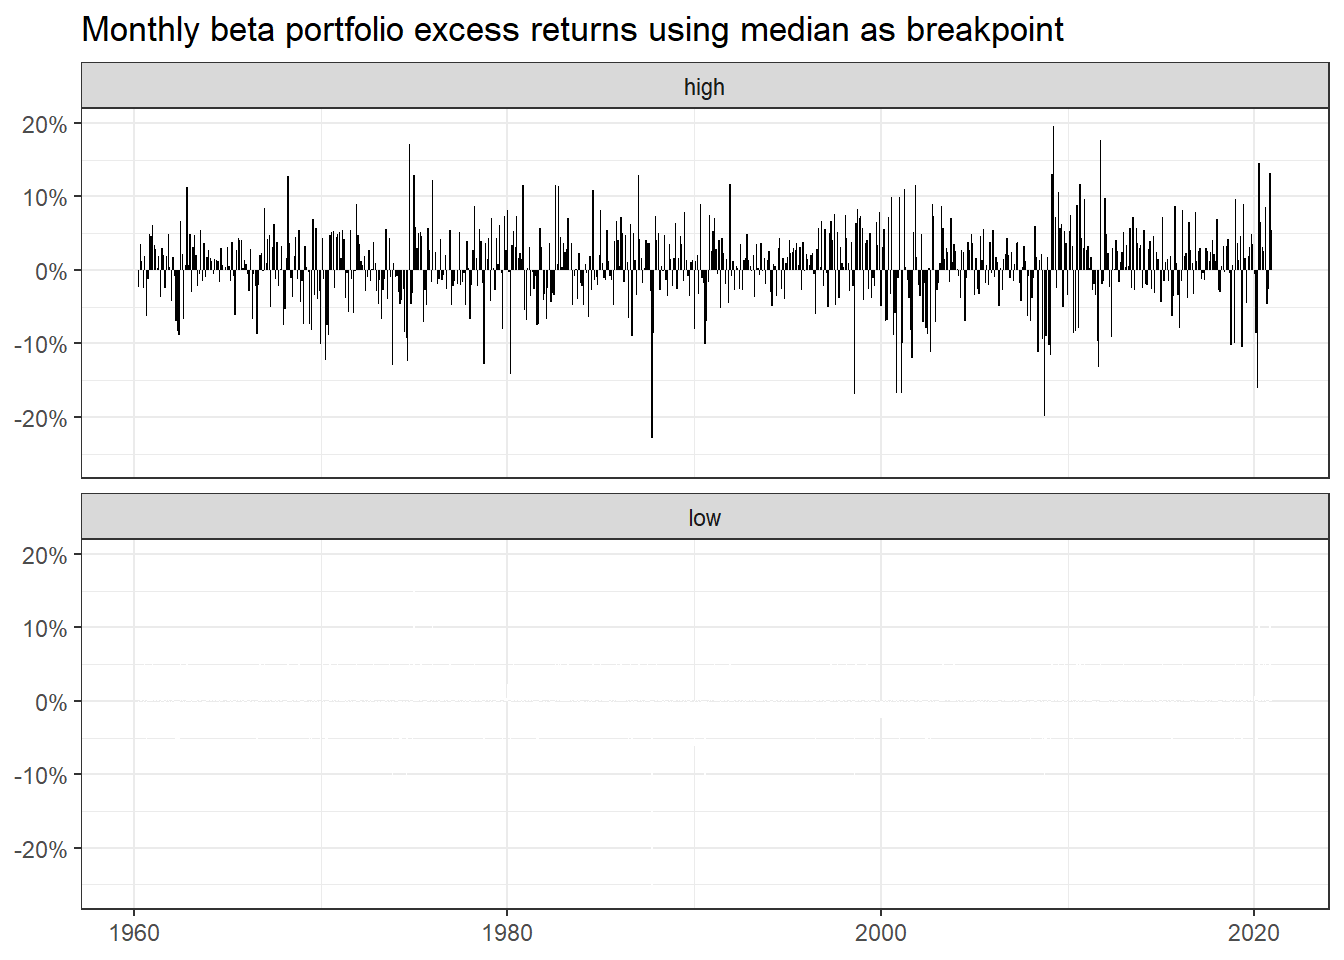 Monthly beta portfolio excess returns using median as breakpoint
high
20%
10%
0%
-10%
-20%
low
20%
10%
0%
-10%
-20%
1960 1980 2000 2020